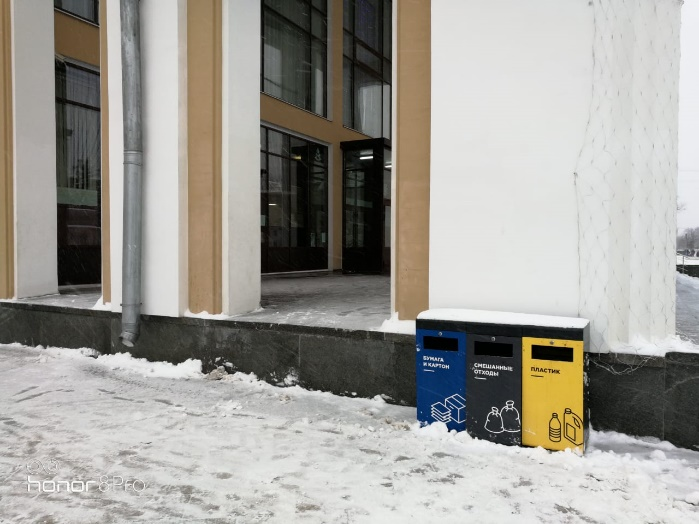 БУМАГА
И КАРТОН
СМЕШАННЫЕ
ОТХОДЫ
ПЛАСТИК
honor 8 Pro